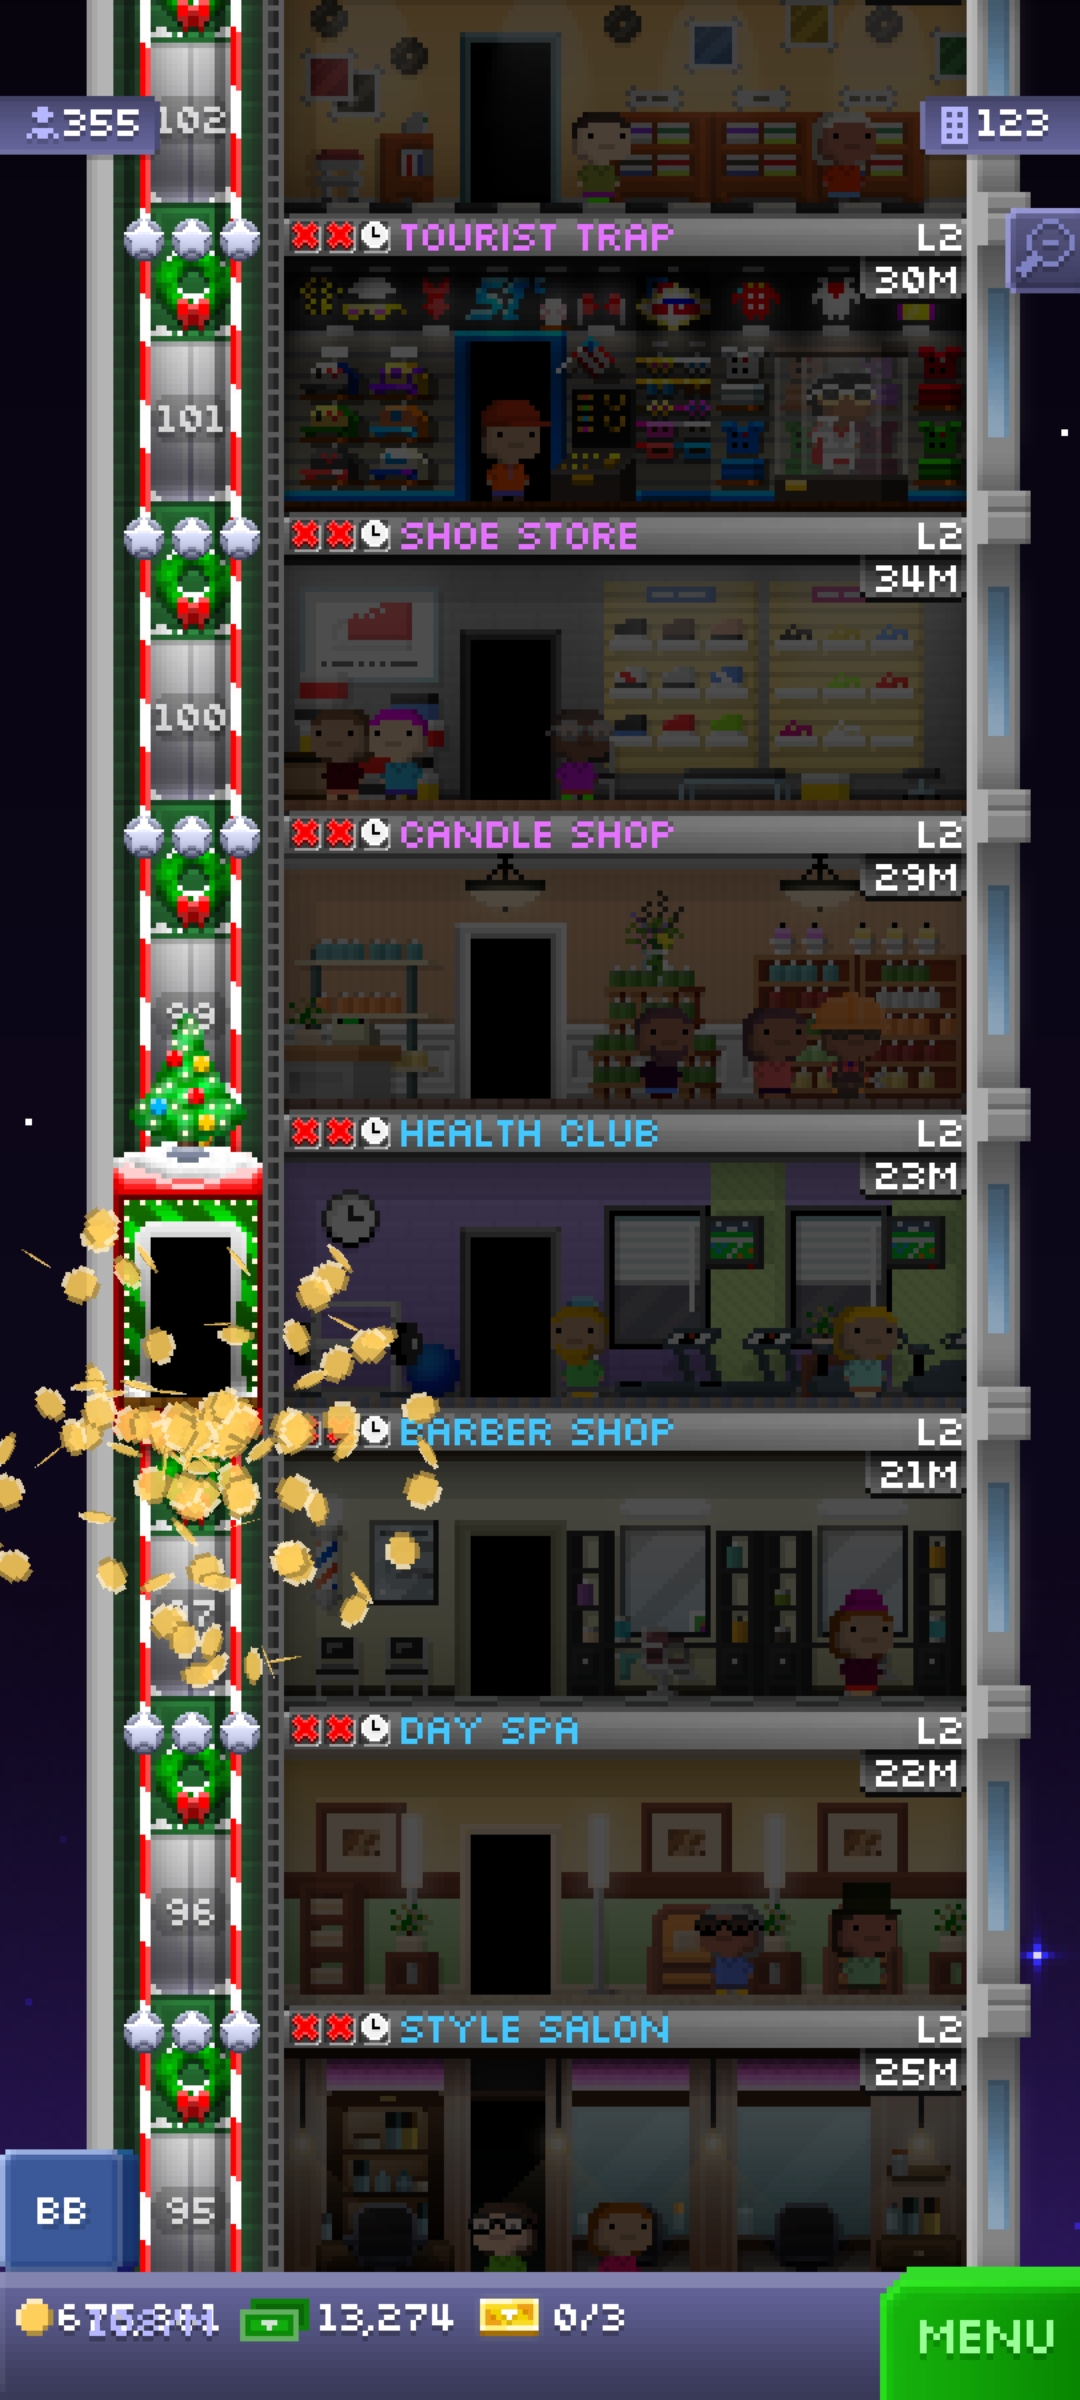 355
102
123
TOURIST TRAP L2
30M
101
SHOE STORE L2
34M
100
CANDLE SHOP L2
29M
99
HEALTH CLUB L2
23M
BARBER SHOP L2
21M
DAY SPA L2
22M
96
STYLE SALON L2
25M
BB
95
13,274
0/3
MENU